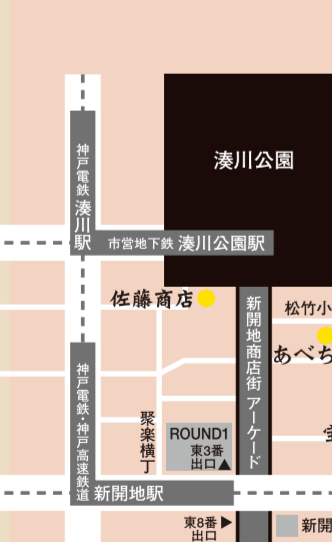 湊川公園
神戸電鉄 湊川駅
市営地下鉄 湊川公園駅
佐藤商店
新開地商店街 アーケード
松竹小
あべち
神戸電鉄・神戸高速鉄道
新開地駅
聚楽横丁
ROUND1
東3番
出口▲
東8番▶
出口
新開